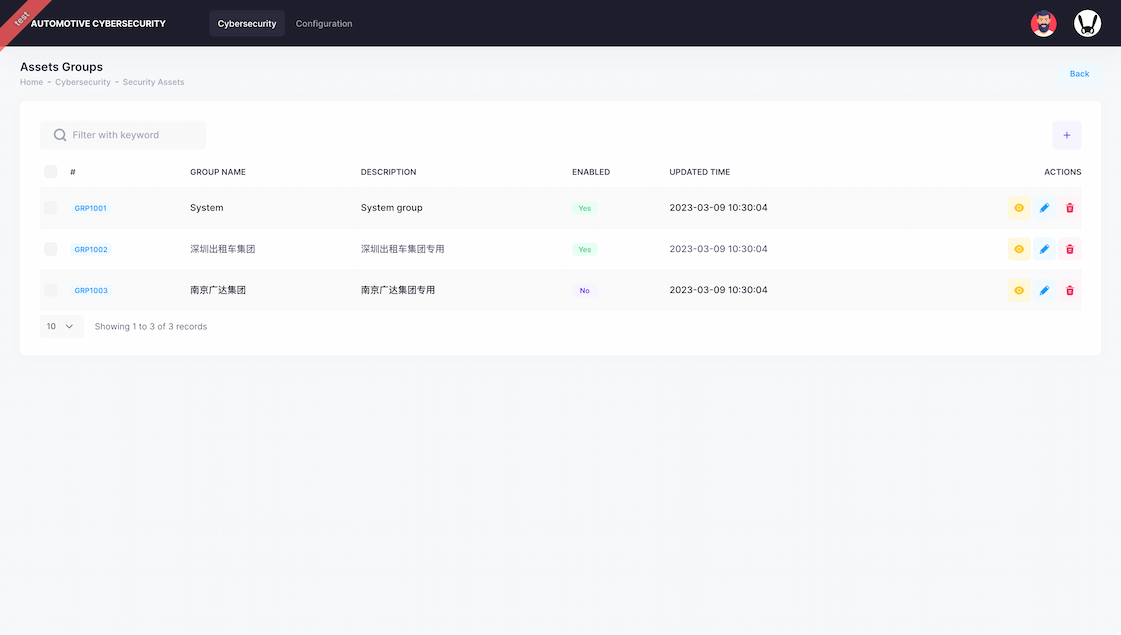 test
AUTOMOTIVE CYBERSECURITY Cybersecurity Configuration
Assets Groups
Home - Cybersecurity - Security Assets
Back
Filter with keyword
+
# GROUP NAME DESCRIPTION ENABLED UPDATED TIME ACTIONS
GRP1001 System System group Yes 2023-03-09 10:30:04
GRP1002 深圳出租车集团 深圳出租车集团专用 Yes 2023-03-09 10:30:04
GRP1003 南京广达集团 南京广达集团专用 No 2023-03-09 10:30:04
10 Showing 1 to 3 of 3 records